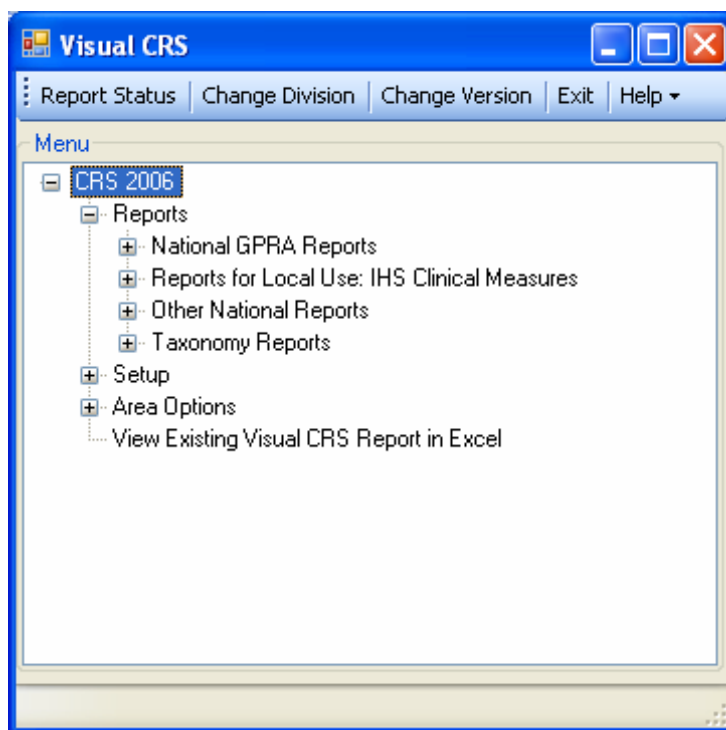 Visual CRS
Report Status Change Division Change Version Exit Help
Menu
CRS 2006
Reports
National GPRA Reports
Reports for Local Use: IHS Clinical Measures
Other National Reports
Taxonomy Reports
Setup
Area Options
View Existing Visual CRS Report in Excel